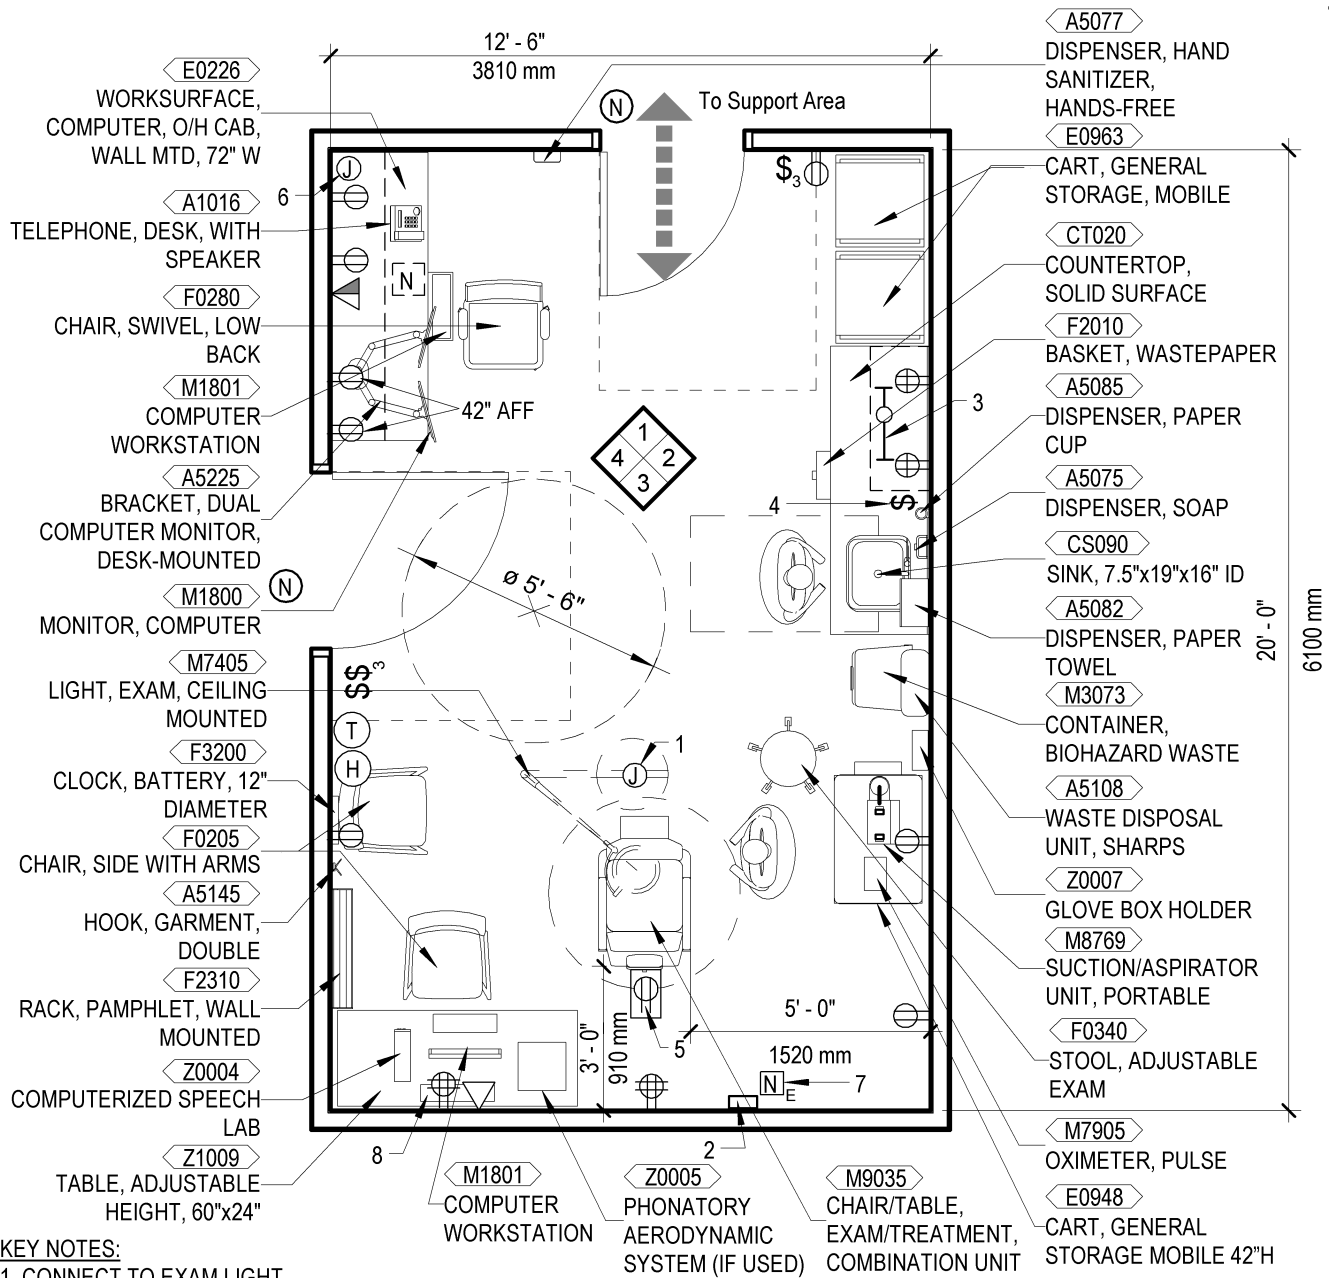 12' - 6"
3810 mm
To Support Area
N
E0226
WORKSURFACE,
COMPUTER, O/H CAB,
WALL MTD, 72" W
6
A1016
TELEPHONE, DESK, WITH
SPEAKER
F0280
CHAIR, SWIVEL, LOW
BACK
M1801
COMPUTER
WORKSTATION
A5225
BRACKET, DUAL
COMPUTER MONITOR,
DESK-MOUNTED
N
M1800
MONITOR, COMPUTER
M7405
LIGHT, EXAM, CEILING
MOUNTED
F3200
CLOCK, BATTERY, 12"
DIAMETER
F0205
CHAIR, SIDE WITH ARMS
A5145
HOOK, GARMENT,
DOUBLE
F2310
RACK, PAMPHLET, WALL
MOUNTED
Z0004
COMPUTERIZED SPEECH
LAB
Z1009
TABLE, ADJUSTABLE
HEIGHT, 60"x24"
KEY NOTES:
1. CONNECT TO EXAM LIGHT
J
N
42" AFF
$3
1
4 2
3
3
4
$
ø 5' - 6"
$$3
T
H
J
1
5' - 0"
1520 mm
3' - 0"
910 mm
5
N E
7
8
2
M1801
COMPUTER
WORKSTATION
Z0005
PHONATORY
AERODYNAMIC
SYSTEM (IF USED)
M9035
CHAIR/TABLE,
EXAM/TREATMENT,
COMBINATION UNIT
A5077
DISPENSER, HAND
SANITIZER,
HANDS-FREE
E0963
CART, GENERAL
STORAGE, MOBILE
CT020
COUNTERTOP,
SOLID SURFACE
F2010
BASKET, WASTEPAPER
A5085
DISPENSER, PAPER
CUP
A5075
DISPENSER, SOAP
CS090
SINK, 7.5"x19"x16" ID
A5082
DISPENSER, PAPER
TOWEL
M3073
CONTAINER,
BIOHAZARD WASTE
A5108
WASTE DISPOSAL
UNIT, SHARPS
Z0007
GLOVE BOX HOLDER
M8769
SUCTION/ASPIRATOR
UNIT, PORTABLE
F0340
STOOL, ADJUSTABLE
EXAM
M7905
OXIMETER, PULSE
E0948
CART, GENERAL
STORAGE MOBILE 42"H
20' - 0"
6100 mm